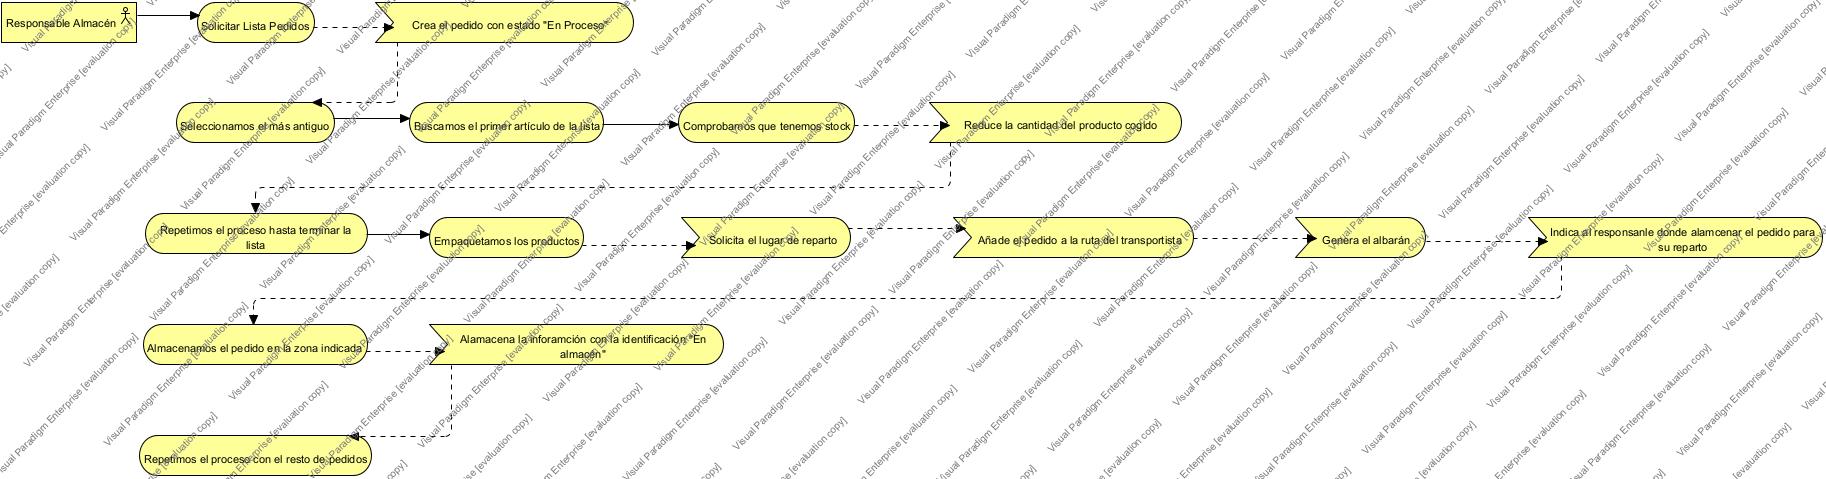 Responsable Almacén
Solicitar Lista Pedidos
Crea el pedido con estado "En Proceso"
Seleccionamos el más antiguo
Buscamos el primer artículo de la lista
Comprobamos que tenemos stock
Reduce la cantidad del producto cogido
Repetimos el proceso hasta terminar la
lista
Empaquetamos los productos
Solicita el lugar de reparto
Añade el pedido a la ruta del transportista
Genera el albarán
Indica al responsanle donde alamcenar el pedido para
su reparto
Almacenamos el pedido en la zona indicada
Alamacena la inforamción con la identificación "En
almacén"
Repetimos el proceso con el resto de pedidos
Visual Paradigm Enterprise [evaluation copy]